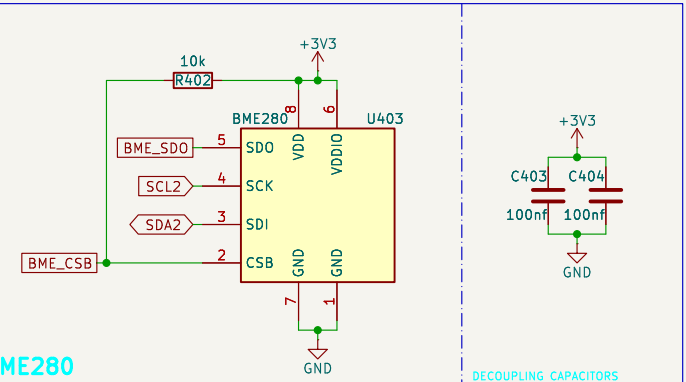 +3V3
10k
R402
BME280
U403
8
6
VDD
VDDIO
BME_SDO
5
SDO
SCL2
4
SCK
SDA2
3
SDI
BME_CSB
2
CSB
GND
GND
7
1
GND
ME280
+3V3
C403
C404
100nf
100nf
GND
DECOUPLING CAPACITORS